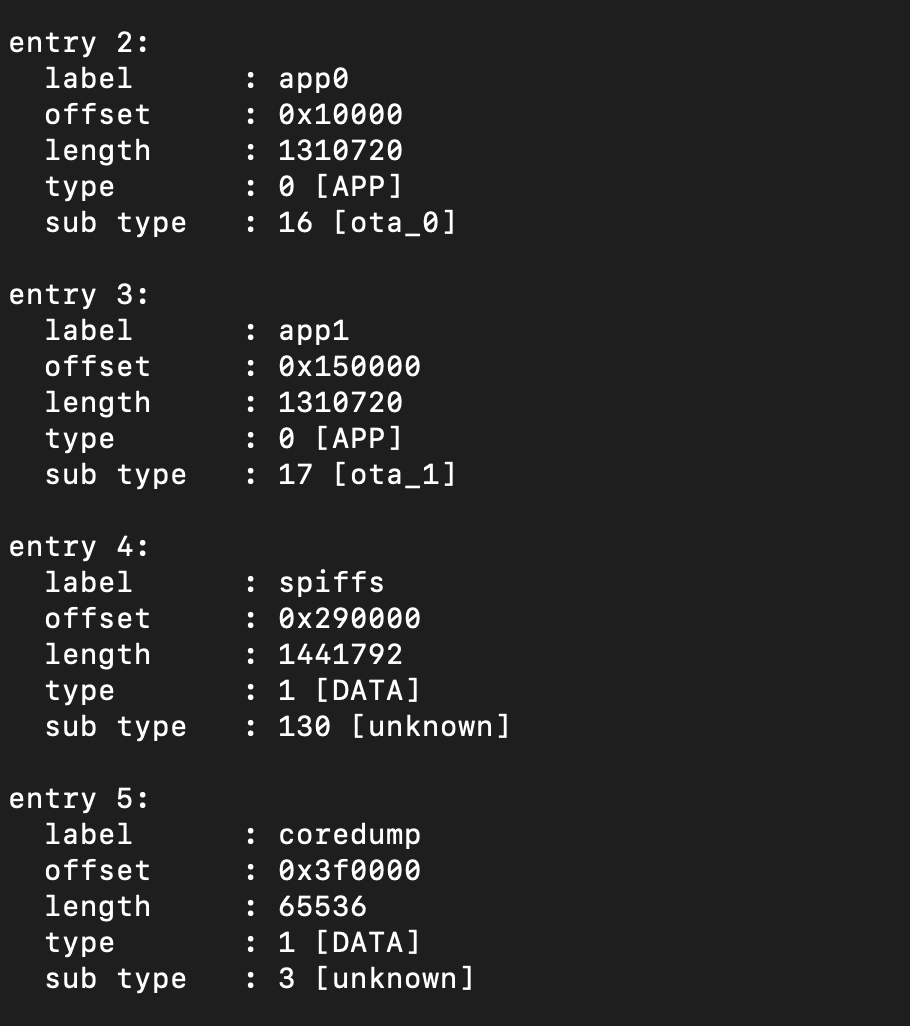 entry 2:
  label       : app0
  offset      : 0x10000
  length      : 1310720
  type        : 0 [APP]
  sub type    : 16 [ota_0]

entry 3:
  label       : app1
  offset      : 0x150000
  length      : 1310720
  type        : 0 [APP]
  sub type    : 17 [ota_1]

entry 4:
  label       : spiffs
  offset      : 0x290000
  length      : 1441792
  type        : 1 [DATA]
  sub type    : 130 [unknown]

entry 5:
  label       : coredump
  offset      : 0x3f0000
  length      : 65536
  type        : 1 [DATA]
  sub type    : 3 [unknown]